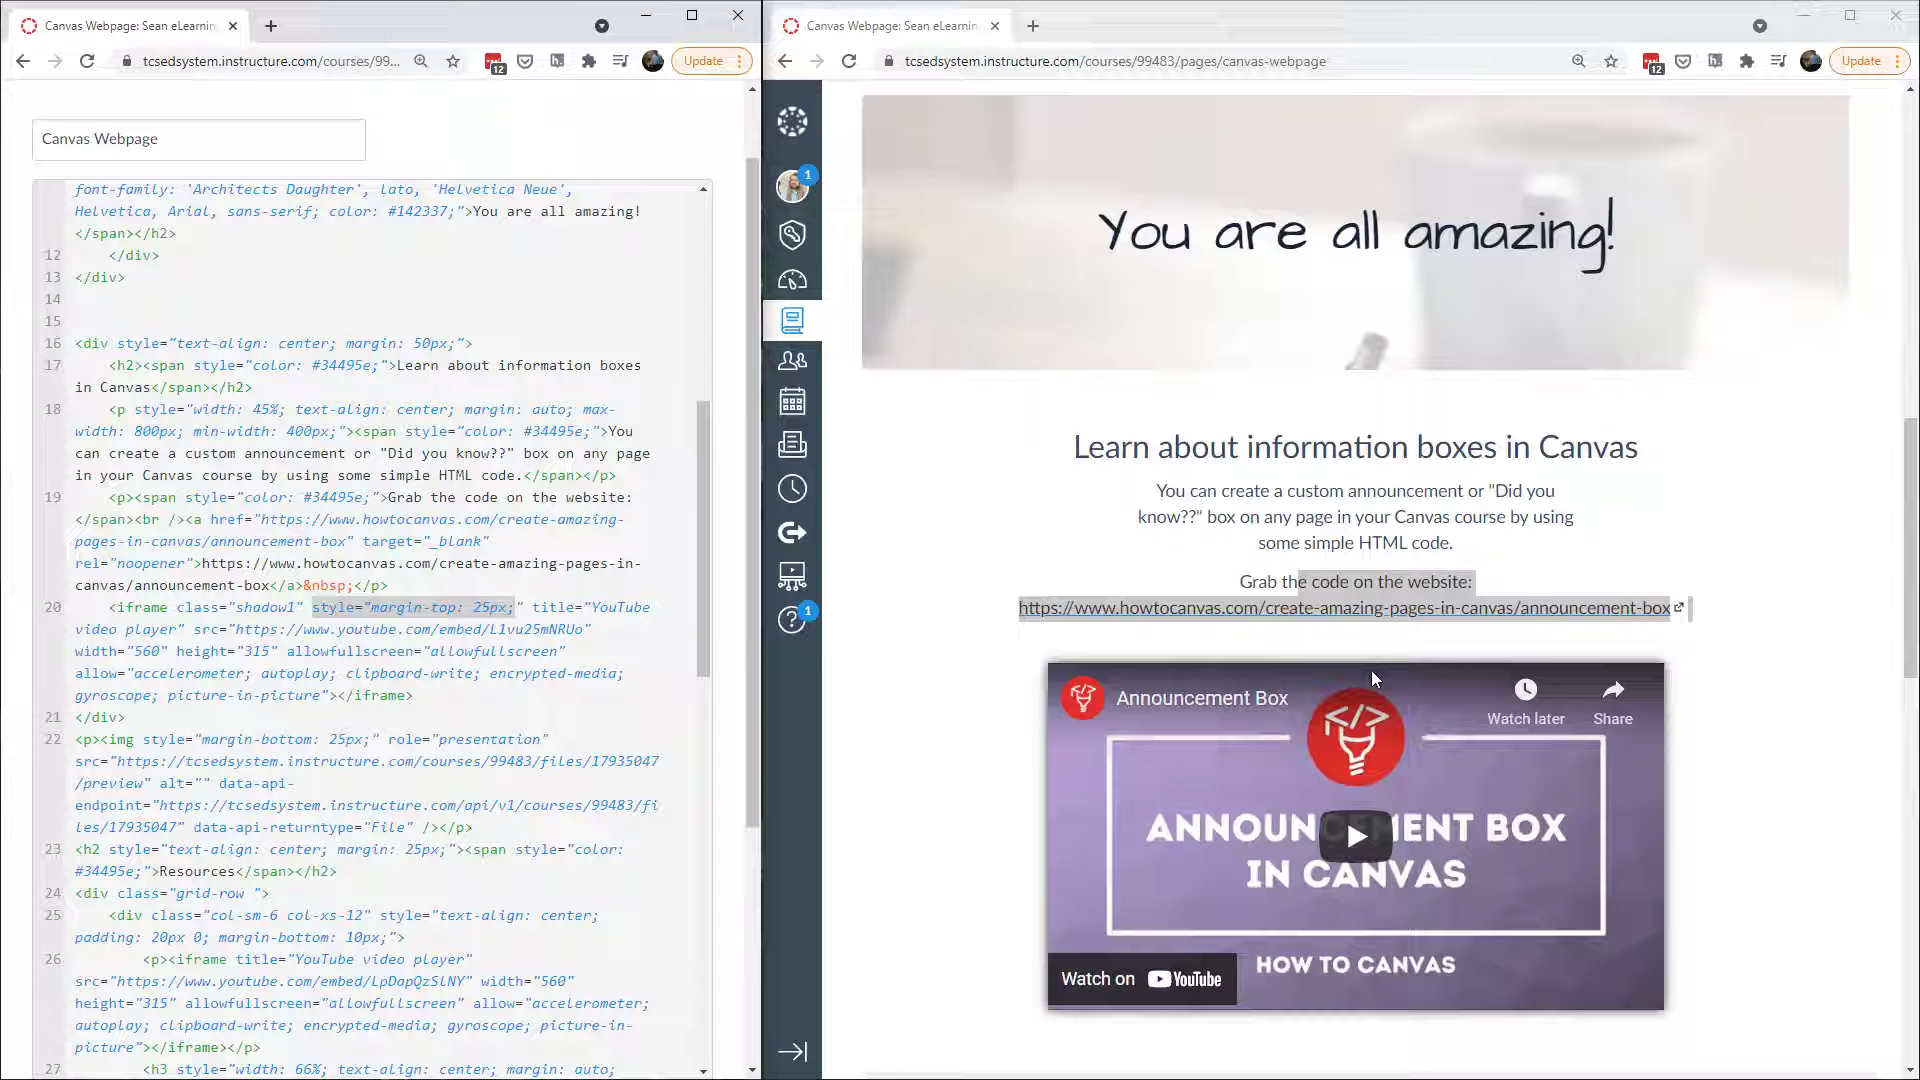 Canvas Webpage: Sean eLearnin
tcsedsystem.instructure.com/courses/99...
12
Update
Canvas Webpage
font-family: 'Architects Daughter', lato, 'Helvetica Neue',
Helvetica, Arial, sans-serif; color: #142337;">You are all amazing!
</span></h2>
12 </div>
13 </div>
14
15
16 <div style="text-align: center; margin: 50px;">
17 <h2><span style="color: #34495e;">Learn about information boxes
in Canvas</span></h2>
18 <p style="width: 45%; text-align: center; margin: auto; max-
width: 800px; min-width: 400px;"><span style="color: #34495e;">You
can create a custom announcement or "Did you know??" box on any page
in your Canvas course by using some simple HTML code.</span></p>
19 <p><span style="color: #34495e;">Grab the code on the website:
</span><br /><a href="https://www.howtocanvas.com/create-amazing-
pages-in-canvas/announcement-box" target="_blank"
rel="noopener">https://www.howtocanvas.com/create-amazing-pages-in-
canvas/announcement-box</a>&nbsp;</p>
20 <iframe class="shadow1" style="margin-top: 25px;" title="YouTube
video player" src="https://www.youtube.com/embed/L1vu25mNRUo"
width="560" height="315" allowfullscreen="allowfullscreen"
allow="accelerometer; autoplay; clipboard-write; encrypted-media;
gyroscope; picture-in-picture"></iframe>
21 </div>
22 <p><img style="margin-bottom: 25px;" role="presentation"
src="https://tcsedsystem.instructure.com/courses/99483/files/17935047
/preview" alt="" data-api-
endpoint="https://tcsedsystem.instructure.com/api/v1/courses/99483/fi
les/17935047" data-api-returntype="File" /></p>
23 <h2 style="text-align: center; margin: 25px;"><span style="color:
#34495e;">Resources</span></h2>
24 <div class="grid-row ">
25 <div class="col-sm-6 col-xs-12" style="text-align: center;
padding: 20px 0; margin-bottom: 10px;">
26 <p><iframe title="YouTube video player"
src="https://www.youtube.com/embed/LpDapQzSlNY" width="560"
height="315" allowfullscreen="allowfullscreen" allow="accelerometer;
autoplay; clipboard-write; encrypted-media; gyroscope; picture-in-
picture"></iframe></p>
27 <h3 style="width: 66%; text-align: center; margin: auto;
Canvas Webpage: Sean eLearnin
tcsedsystem.instructure.com/courses/99483/pages/canvas-webpage
12
Update
1
1
You are all amazing!
Learn about information boxes in Canvas
You can create a custom announcement or "Did you
know??" box on any page in your Canvas course by using
some simple HTML code.
Grab the code on the website:
https://www.howtocanvas.com/create-amazing-pages-in-canvas/announcement-box
Announcement Box
Watch later
Share
ANNOUNCEMENT BOX
IN CANVAS
HOW TO CANVAS
Watch on YouTube